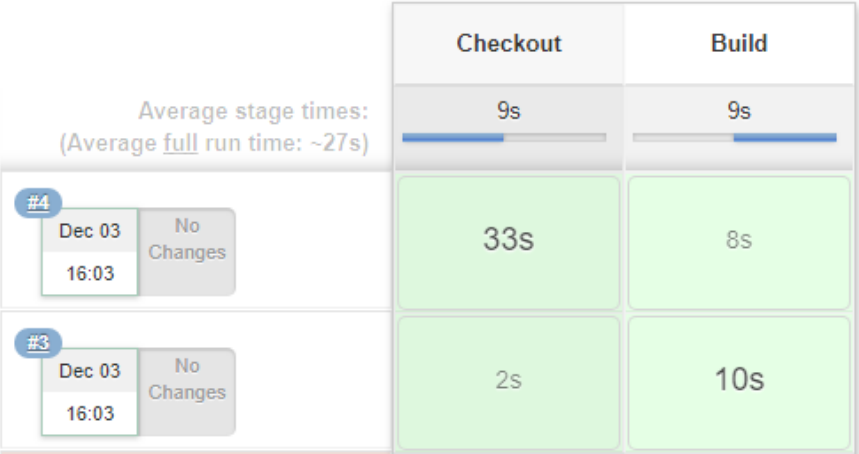 Checkout Build
Average stage times: 9s 9s
(Average full run time: ~27s)
#4
Dec 03
16:03
No
Changes
33s 8s
#3
Dec 03
16:03
No
Changes
2s 10s